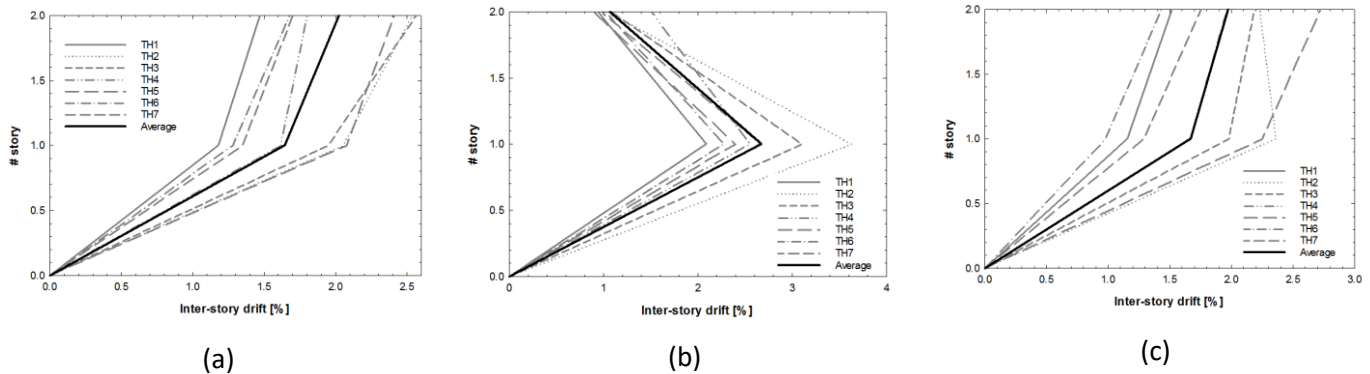 2.0
1.5
1.0
0.5
0.0
# story
TH1
TH2
TH3
TH4
TH5
TH6
TH7
Average
0.0 0.5 1.0 1.5 2.0 2.5
Inter-story drift [%]
(a)
2.0
1.5
1.0
0.5
0.0
# story
TH1
TH2
TH3
TH4
TH5
TH6
TH7
Average
0 1 2 3 4
Inter-story drift [%]
(b)
2.0
1.5
1.0
0.5
0.0
# story
TH1
TH2
TH3
TH4
TH5
TH6
TH7
Average
0.0 0.5 1.0 1.5 2.0 2.5 3.0
Inter-story drift [%]
(c)